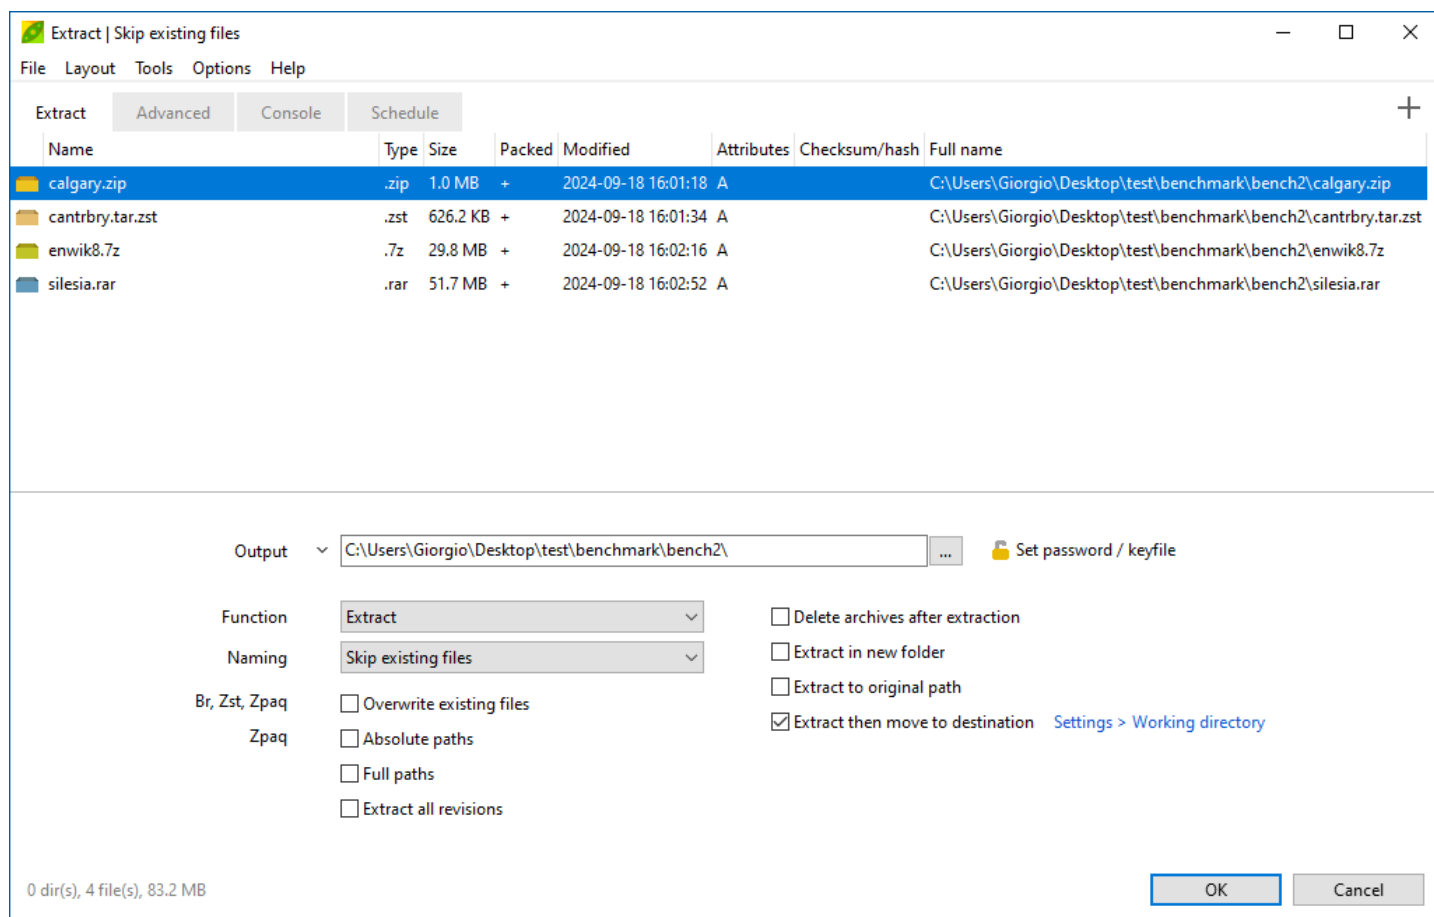 Extract | Skip existing files
File Layout Tools Options Help
Extract Advanced Console Schedule
Name Type Size Packed Modified Attributes Checksum/hash Full name
calgary.zip .zip 1.0 MB + 2024-09-18 16:01:18 A C:\Users\Giorgio\Desktop\test\benchmark\bench2\calgary.zip
cantrbry.tar.zst .zst 626.2 KB + 2024-09-18 16:01:34 A C:\Users\Giorgio\Desktop\test\benchmark\bench2\cantrbry.tar.zst
enwik8.7z .7z 29.8 MB + 2024-09-18 16:02:16 A C:\Users\Giorgio\Desktop\test\benchmark\bench2\enwik8.7z
silesia.rar .rar 51.7 MB + 2024-09-18 16:02:52 A C:\Users\Giorgio\Desktop\test\benchmark\bench2\silesia.rar
Output C:\Users\Giorgio\Desktop\test\benchmark\bench2\ ... Set password / keyfile
Function Extract Delete archives after extraction
Naming Skip existing files Extract in new folder
Br, Zst, Zpaq Overwrite existing files Extract to original path
Zpaq Absolute paths Extract then move to destination Settings > Working directory
Full paths
Extract all revisions
0 dir(s), 4 file(s), 83.2 MB OK Cancel